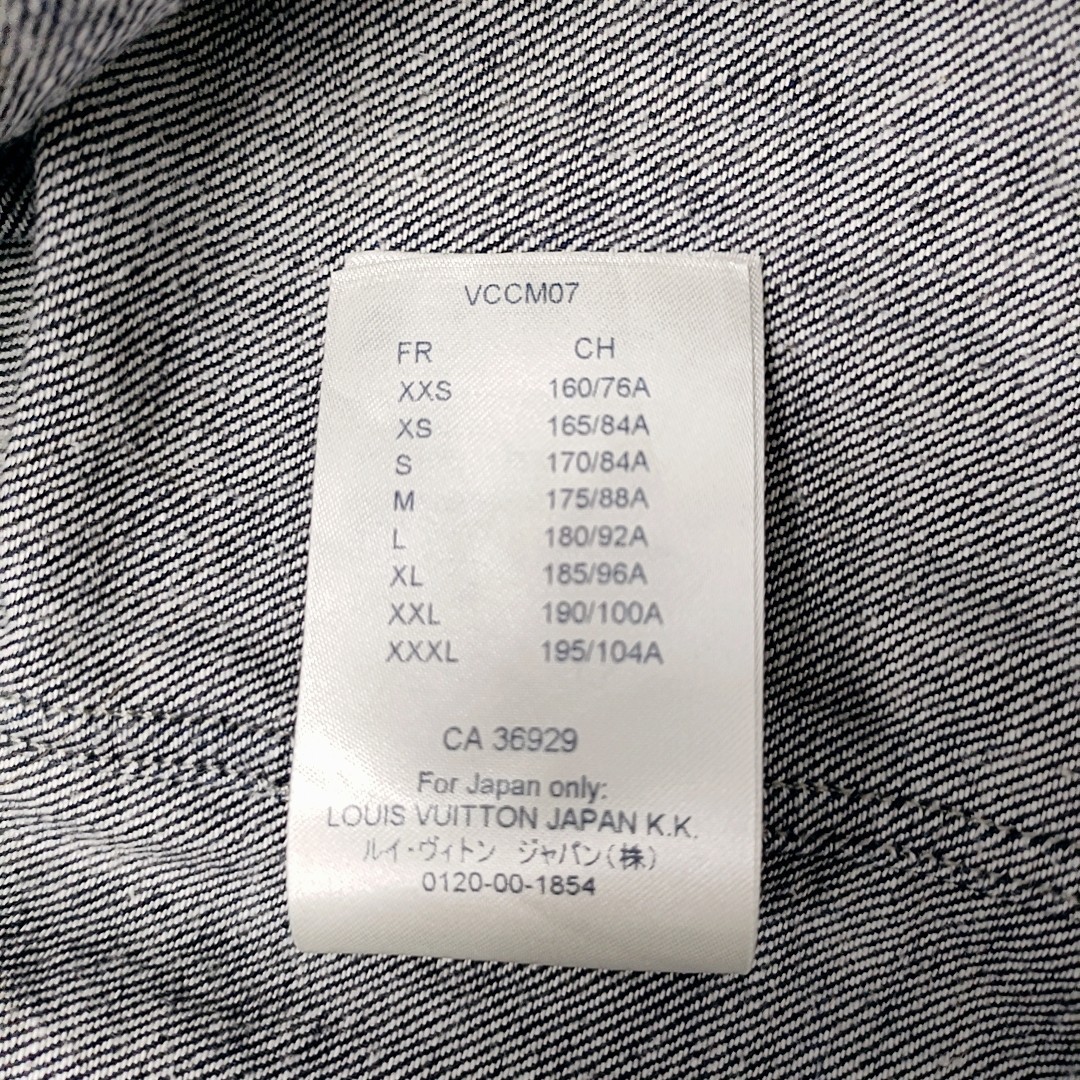 VCCM07
FR CH
XXS 160/76A
XS 165/84A
S 170/84A
M 175/88A
L 180/92A
XL 185/96A
XXL 190/100A
XXXL 195/104A
CA 36929
For Japan only:
LOUIS VUITTON JAPAN K.K.
ルイ・ヴィトン ジャパン(株)
0120-00-1854